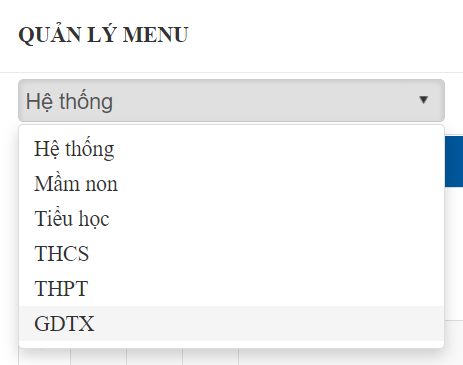 QUẢN LÝ MENU
Hệ thống
Hệ thống
Mầm non
Tiểu học
THCS
THPT
GDTX